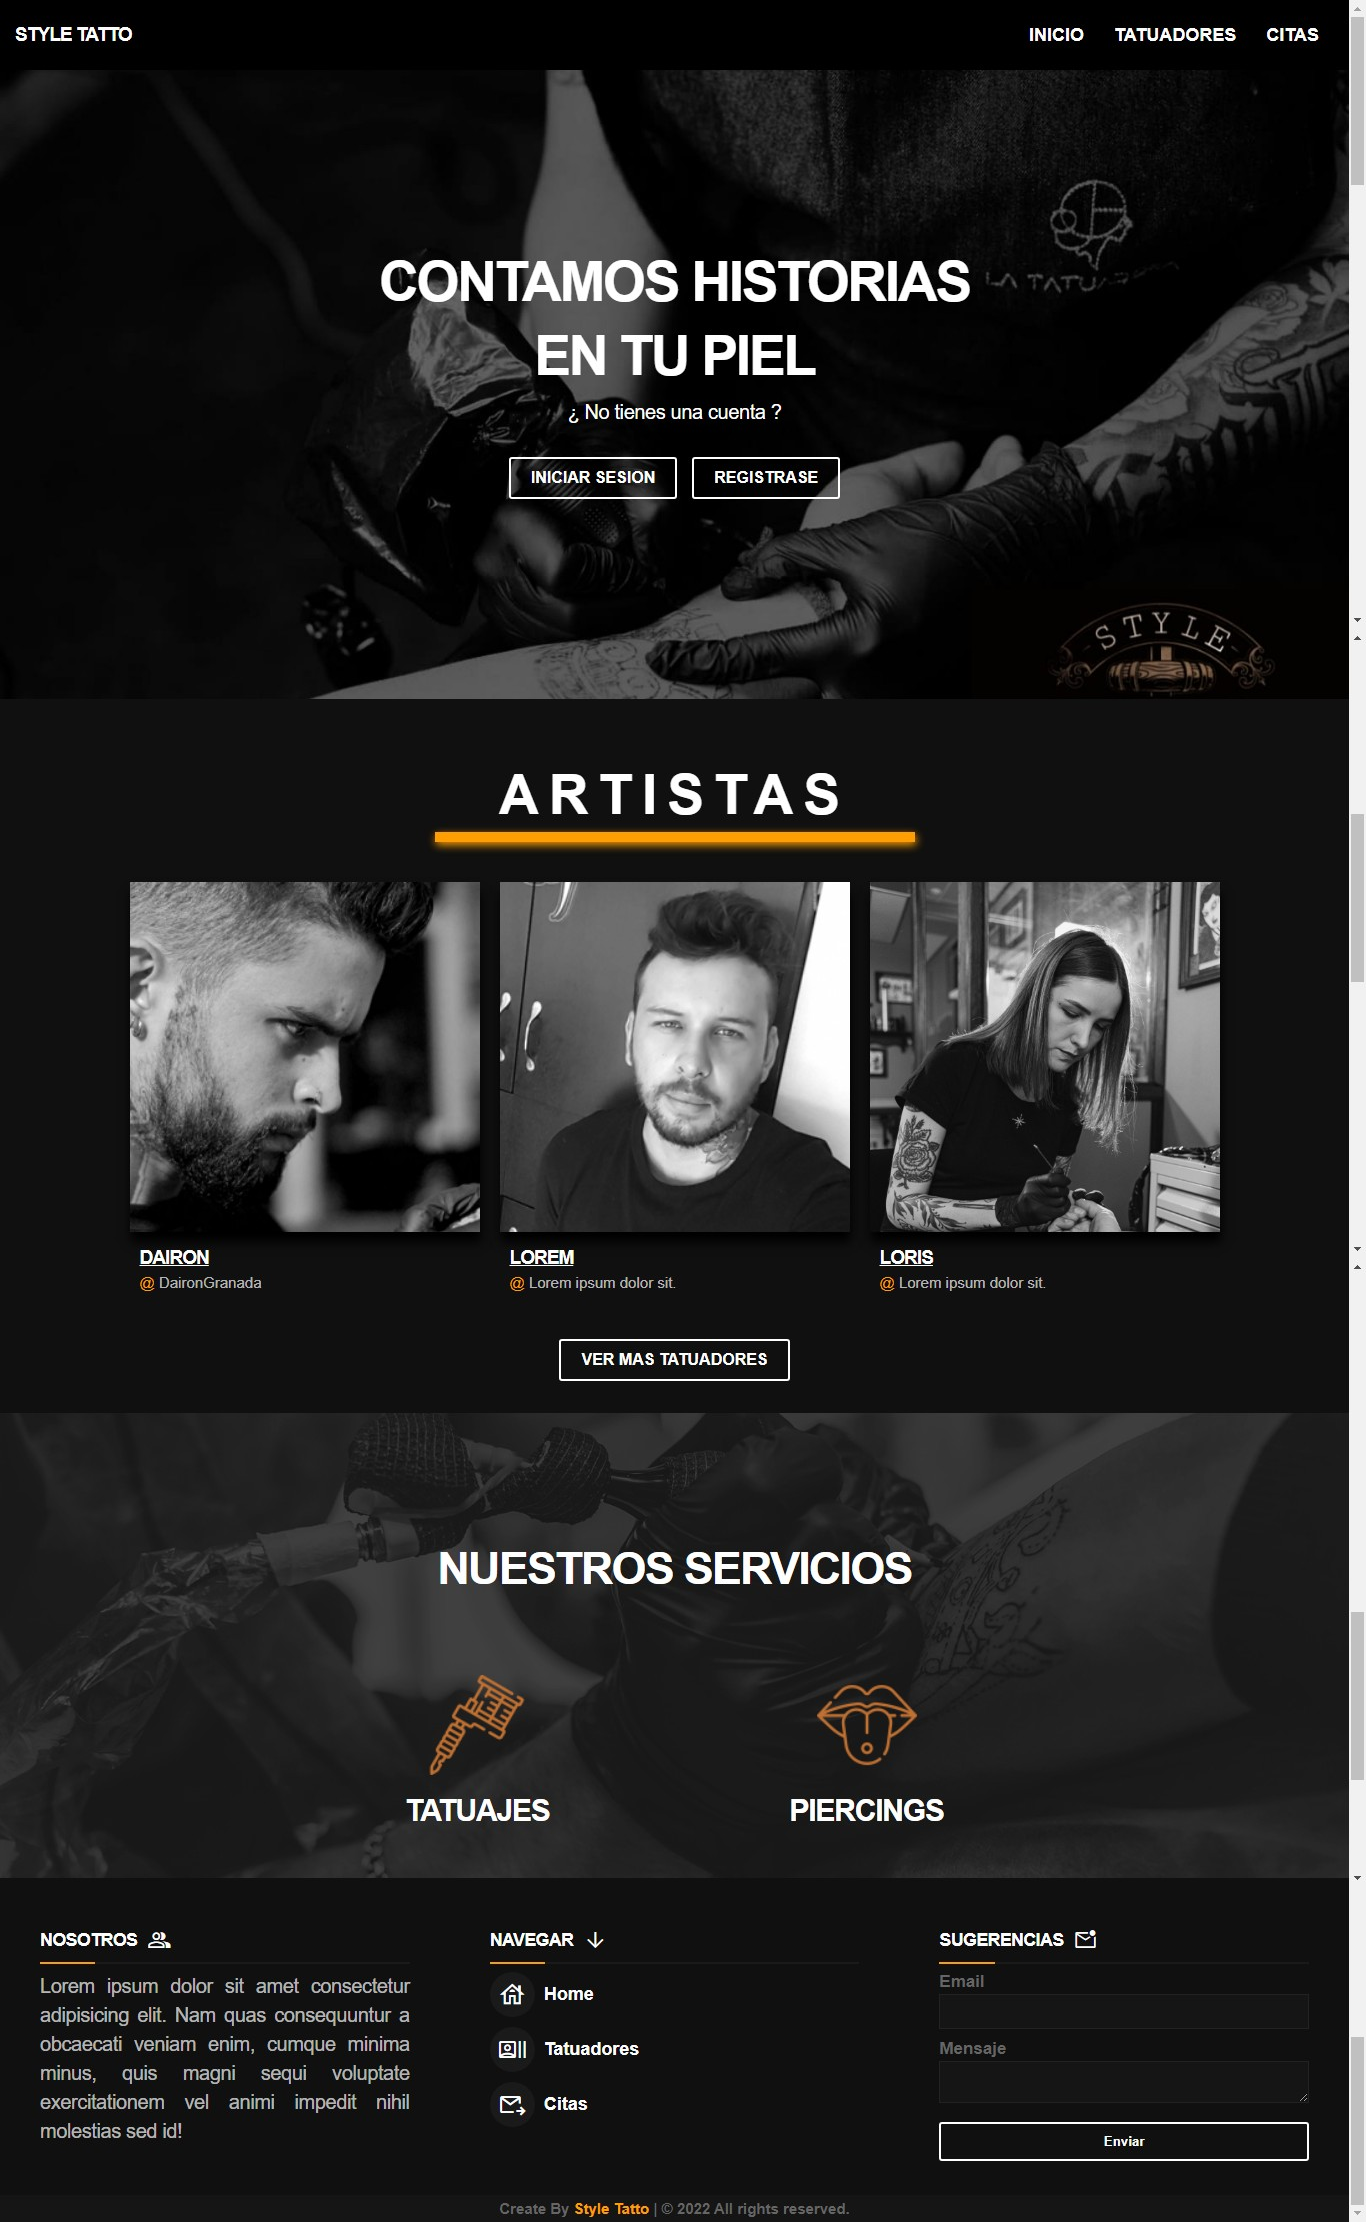 STYLE TATTO
INICIO TATUADORES CITAS
LA TATU
CONTAMOS HISTORIAS
EN TU PIEL
¿ No tienes una cuenta ?
INICIAR SESION REGISTRASE
STYLE
ARTISTAS
DAIRON
@ DaironGranada
LOREM
@ Lorem ipsum dolor sit.
LORIS
@ Lorem ipsum dolor sit.
VER MAS TATUADORES
NUESTROS SERVICIOS
TATUAJES
PIERCINGS
NOSOTROS
Lorem ipsum dolor sit amet consectetur
adipisicing elit. Nam quas consequuntur a
obcaecati veniam enim, cumque minima
minus, quis magni sequi voluptate
exercitationem vel animi impedit nihil
molestias sed id!
NAVEGAR
Home
Tatuadores
Citas
SUGERENCIAS
Email
Mensaje
Enviar
Create By Style Tatto | © 2022 All rights reserved.